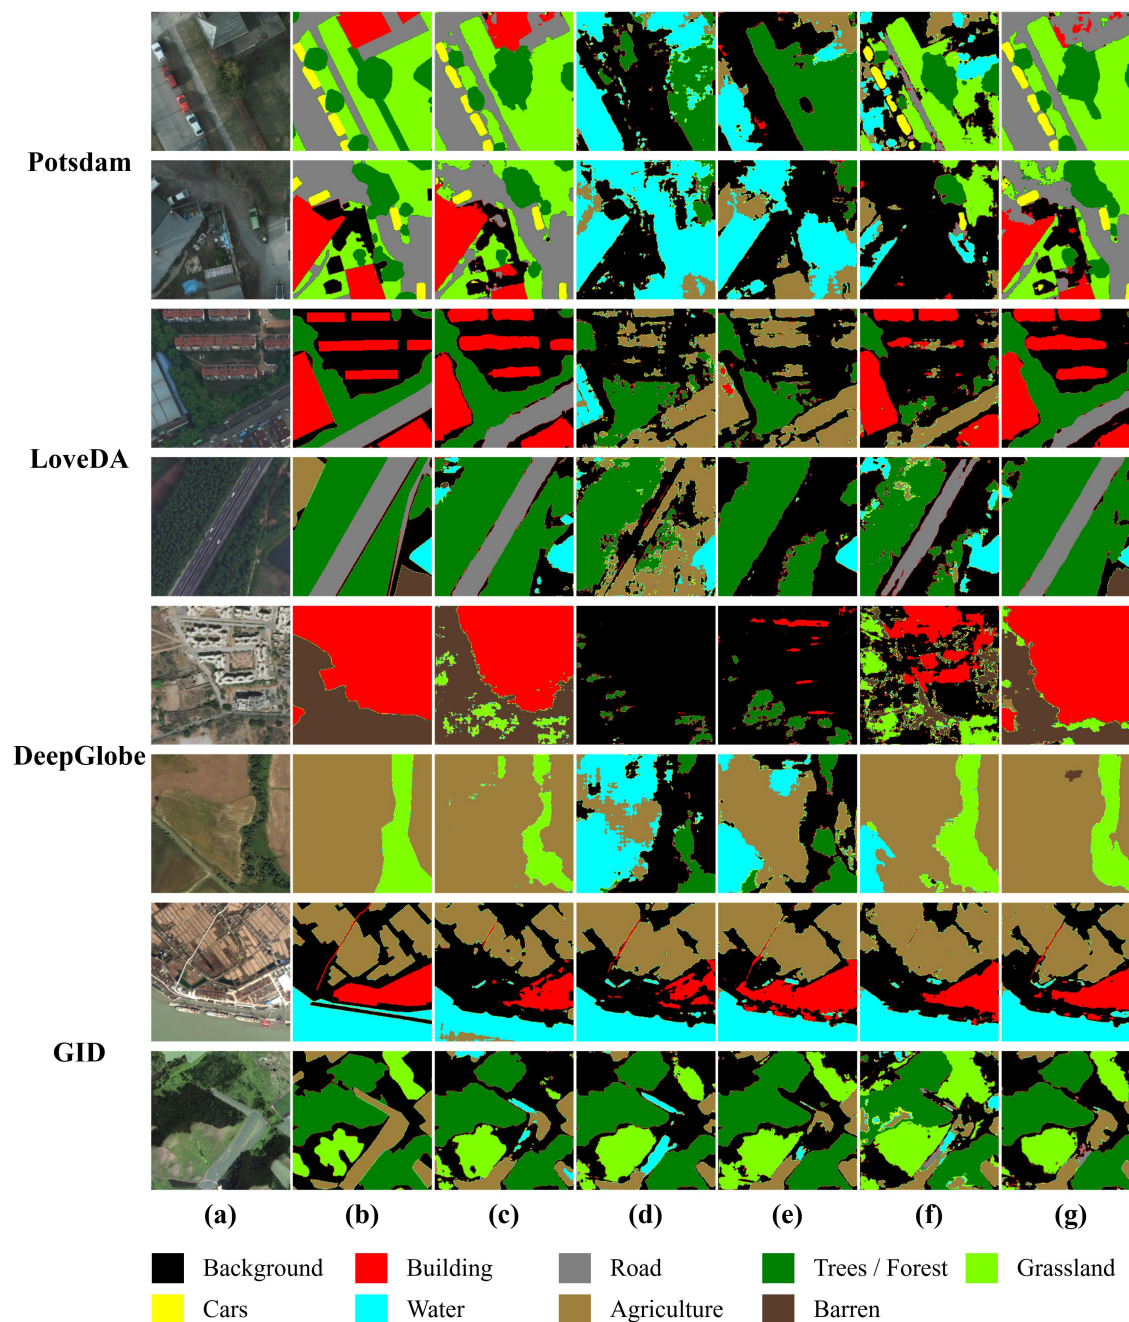 Potsdam
LoveDA
DeepGlobe
GID
(a) (b) (c) (d) (e) (f) (g)
Background Building Road Trees / Forest Grassland
Cars Water Agriculture Barren